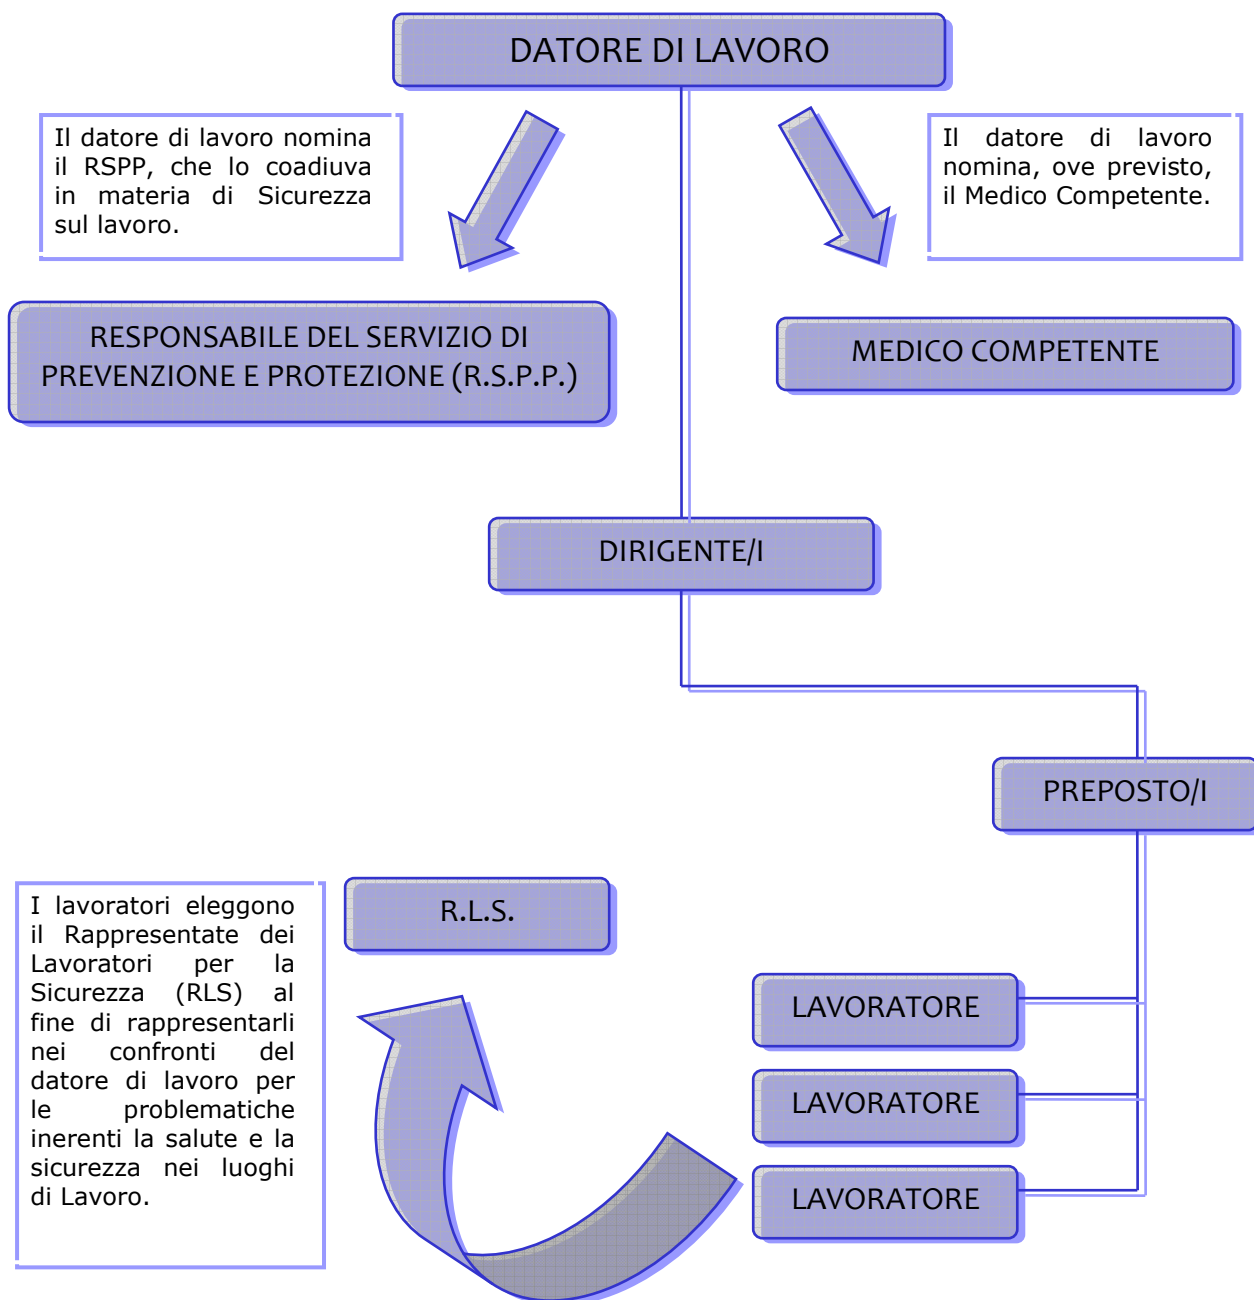 DATORE DI LAVORO
Il datore di lavoro nomina
il RSPP, che lo coadiuva
in materia di Sicurezza
sul lavoro.
Il datore di lavoro
nomina, ove previsto,
il Medico Competente.
RESPONSABILE DEL SERVIZIO DI
PREVENZIONE E PROTEZIONE (R.S.P.P.)
MEDICO COMPETENTE
DIRIGENTE/I
PREPOSTO/I
R.L.S.
I lavoratori eleggono
il Rappresentate dei
Lavoratori per la
Sicurezza (RLS) al
fine di rappresentarli
nei confronti del
datore di lavoro per
le problematiche
inerenti la salute e la
sicurezza nei luoghi
di Lavoro.
LAVORATORE
LAVORATORE
LAVORATORE